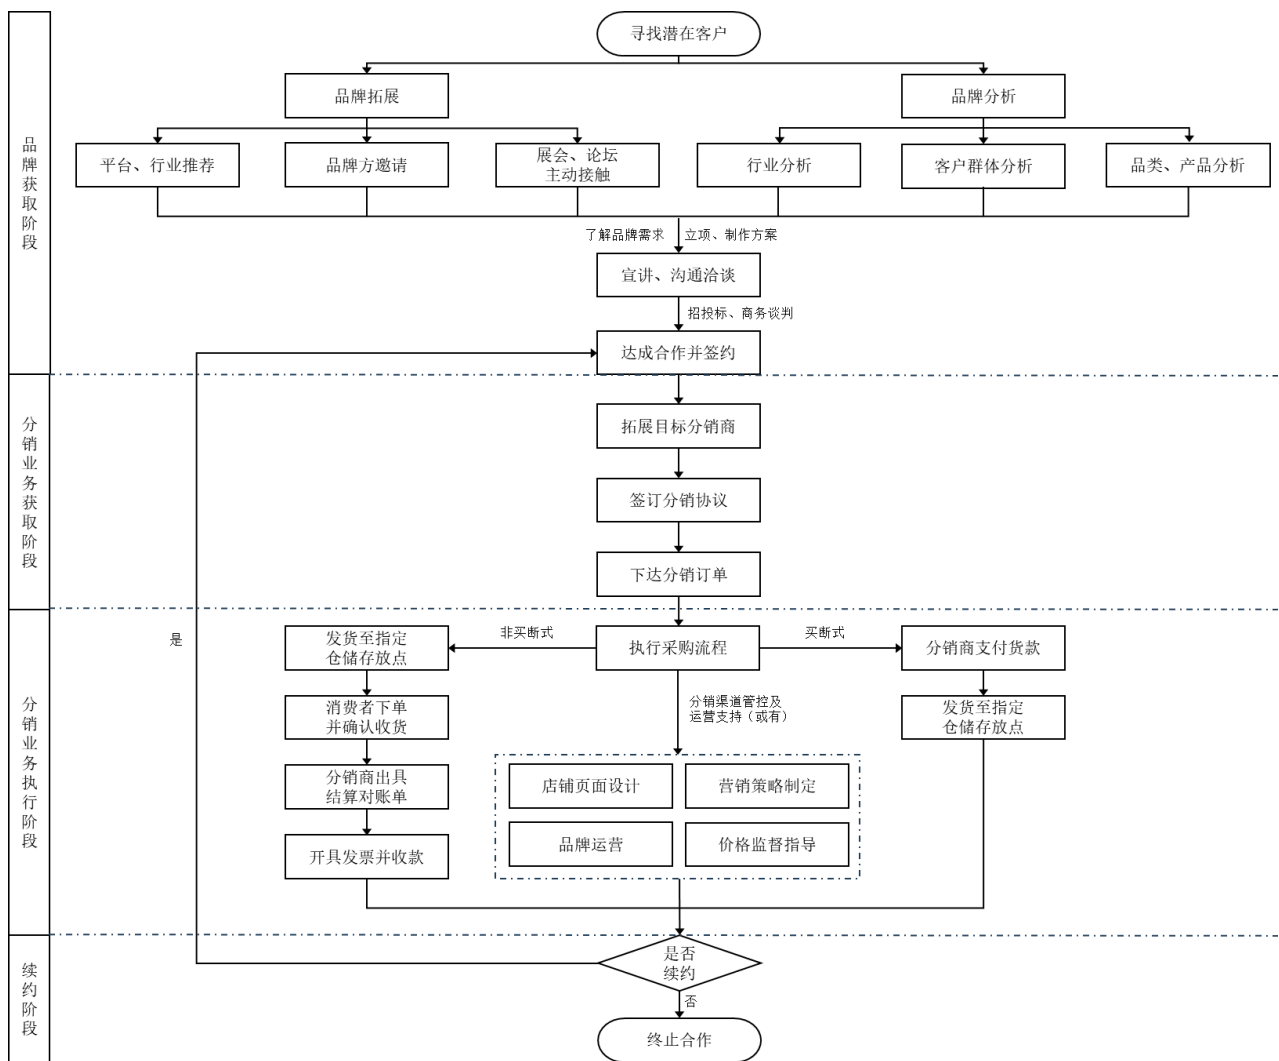 寻找潜在客户
品牌拓展
品牌分析
平台、行业推荐
品牌方邀请
展会、论坛
主动接触
行业分析
客户群体分析
品类、产品分析
品牌获取阶段
了解品牌需求
立项、制作方案
宣讲、沟通洽谈
招投标、商务谈判
达成合作并签约
分销业务获取阶段
拓展目标分销商
签订分销协议
下达分销订单
是
非买断式
买断式
发货至指定
仓储存放点
执行采购流程
分销商支付货款
分销业务执行阶段
消费者下单
并确认收货
分销渠道管控及
运营支持（或有）
发货至指定
仓储存放点
分销商出具
结算对账单
店铺页面设计
营销策略制定
开具发票并收款
品牌运营
价格监督指导
续约阶段
是否
续约
否
终止合作